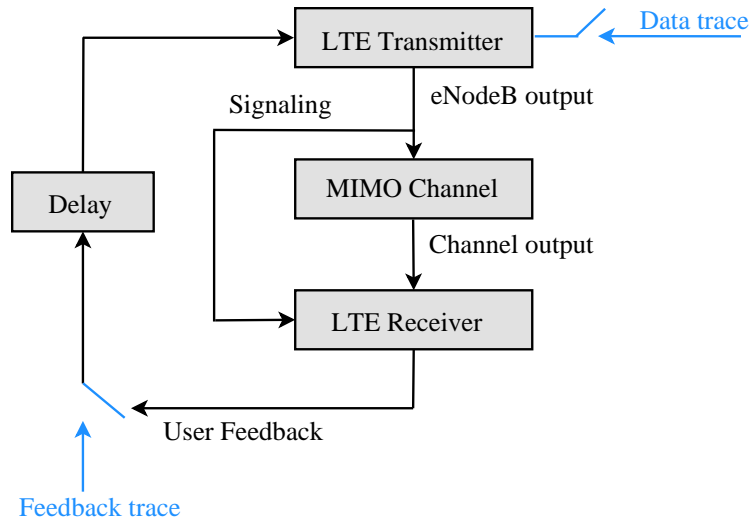 LTE Transmitter
Data trace
eNodeB output
Signaling
MIMO Channel
Delay
Channel output
LTE Receiver
User Feedback
Feedback trace